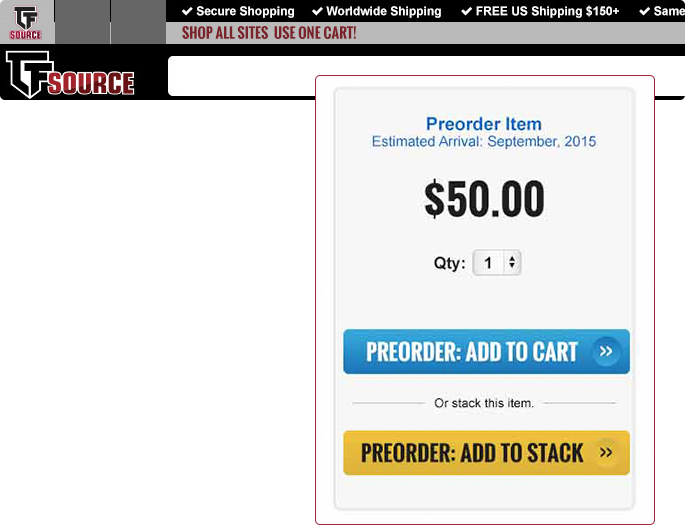 ✔ Secure Shopping ✔ Worldwide Shipping ✔ FREE US Shipping $150+ ✔ Same
TF
SOURCE
SHOP ALL SITES USE ONE CART!
TF SOURCE
Preorder Item
Estimated Arrival: September, 2015
$50.00
Qty: 1
PREORDER: ADD TO CART »
Or stack this item.
PREORDER: ADD TO STACK »